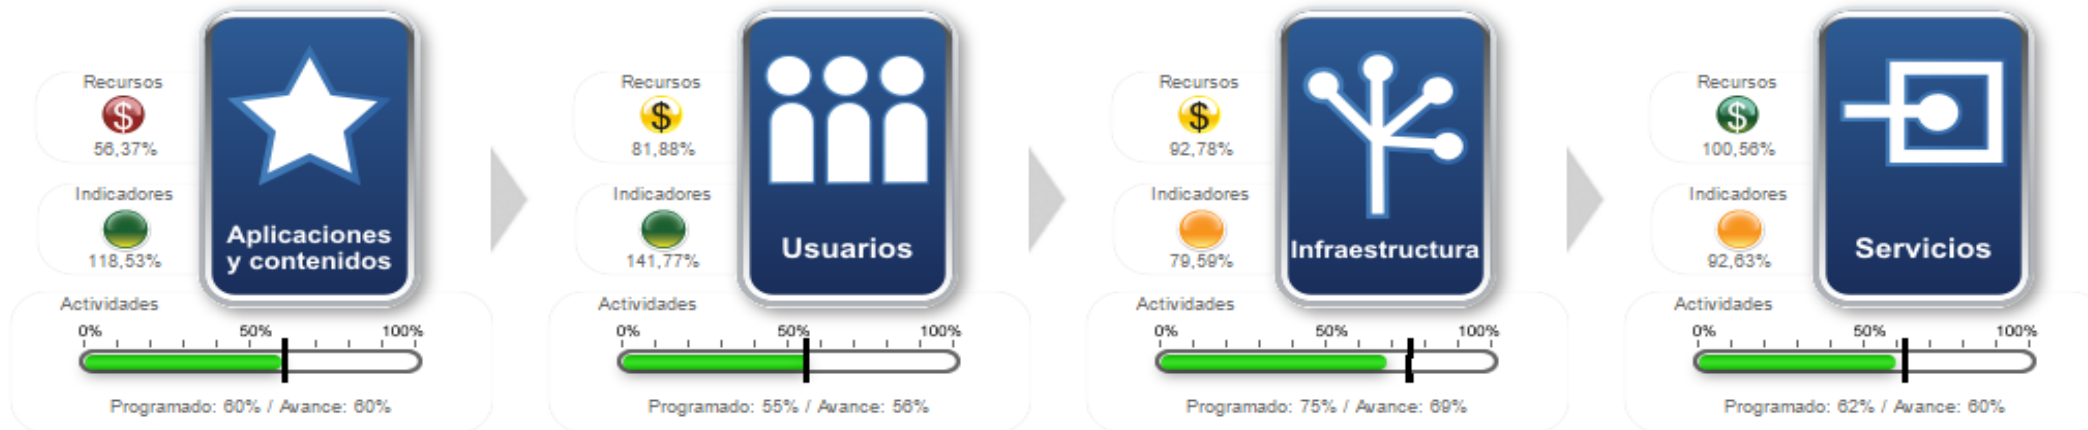 Recursos
$
56,37%
Indicadores
118,53%
Aplicaciones
y contenidos
Actividades
0% 50% 100%
Programado: 60% / Avance: 60%
Recursos
$
81,88%
Indicadores
141,77%
Usuarios
Actividades
0% 50% 100%
Programado: 55% / Avance: 56%
Recursos
$
92,78%
Indicadores
79,59%
Infraestructura
Actividades
0% 50% 100%
Programado: 75% / Avance: 69%
Recursos
$
100,56%
Indicadores
92,63%
Servicios
Actividades
0% 50% 100%
Programado: 62% / Avance: 60%